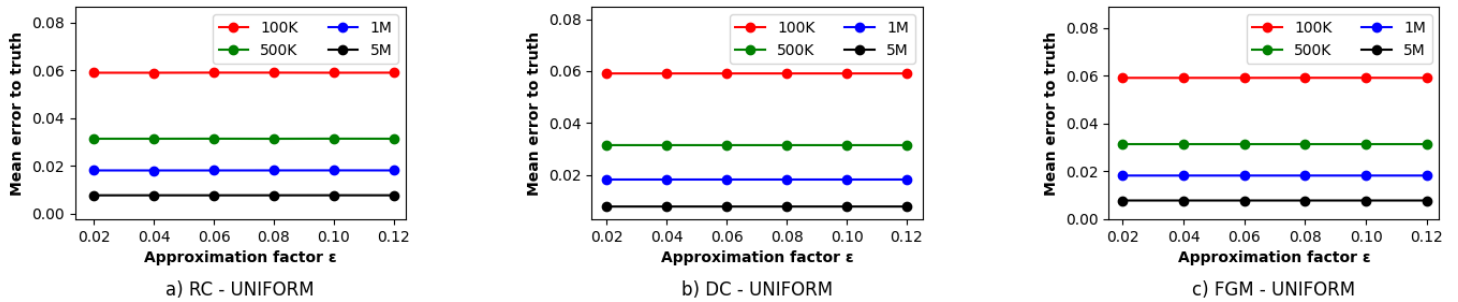 Mean error to truth
0.08
0.06
0.04
0.02
0.00
100K 1M
500K 5M
0.02 0.04 0.06 0.08 0.10 0.12
Approximation factor ε
a) RC - UNIFORM
Mean error to truth
0.08
0.06
0.04
0.02
100K 1M
500K 5M
0.02 0.04 0.06 0.08 0.10 0.12
Approximation factor ε
b) DC - UNIFORM
Mean error to truth
0.08
0.06
0.04
0.02
0.00
100K 1M
500K 5M
0.02 0.04 0.06 0.08 0.10 0.12
Approximation factor ε
c) FGM - UNIFORM